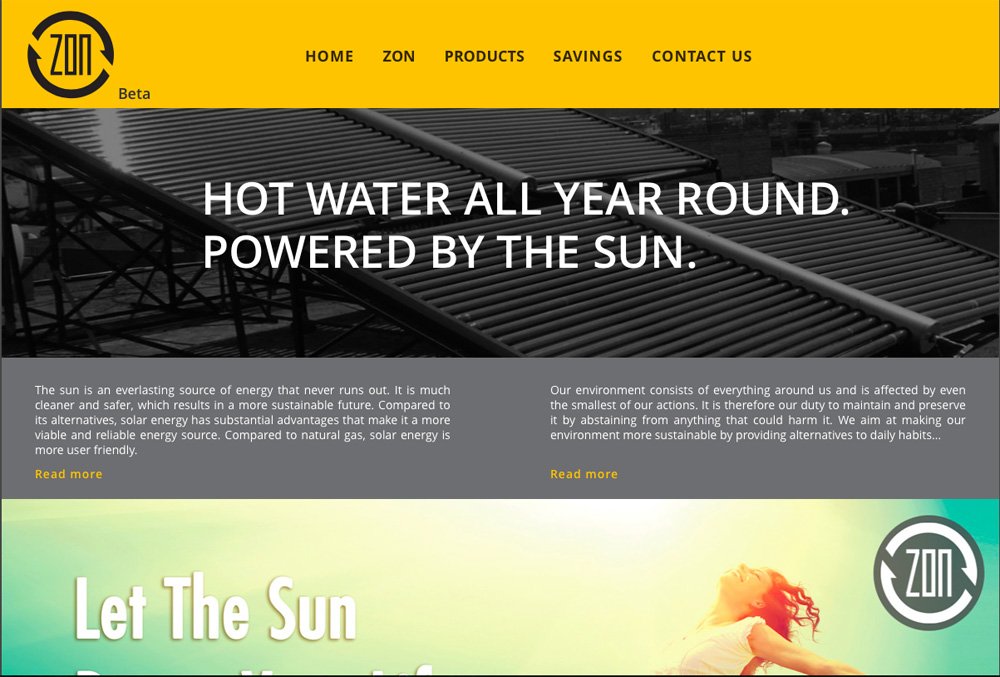 ZON
Beta
HOME ZON PRODUCTS SAVINGS CONTACT US
HOT WATER ALL YEAR ROUND.
POWERED BY THE SUN.
The sun is an everlasting source of energy that never runs out. It is much
cleaner and safer, which results in a more sustainable future. Compared to
its alternatives, solar energy has substantial advantages that make it a more
viable and reliable energy source. Compared to natural gas, solar energy is
more user friendly.
Read more
Our environment consists of everything around us and is affected by even
the smallest of our actions. It is therefore our duty to maintain and preserve
it by abstaining from anything that could harm it. We aim at making our
environment more sustainable by providing alternatives to daily habits...
Read more
ZON
Let The Sun